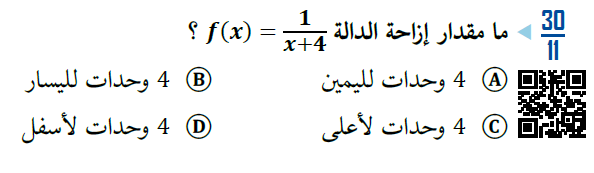 30/11 ما مقدار إزاحة الدالة f(x) = 1/(x+4) ؟
A 4 وحدات لليمين B 4 وحدات لليسار
C 4 وحدات لأعلى D 4 وحدات لأسفل